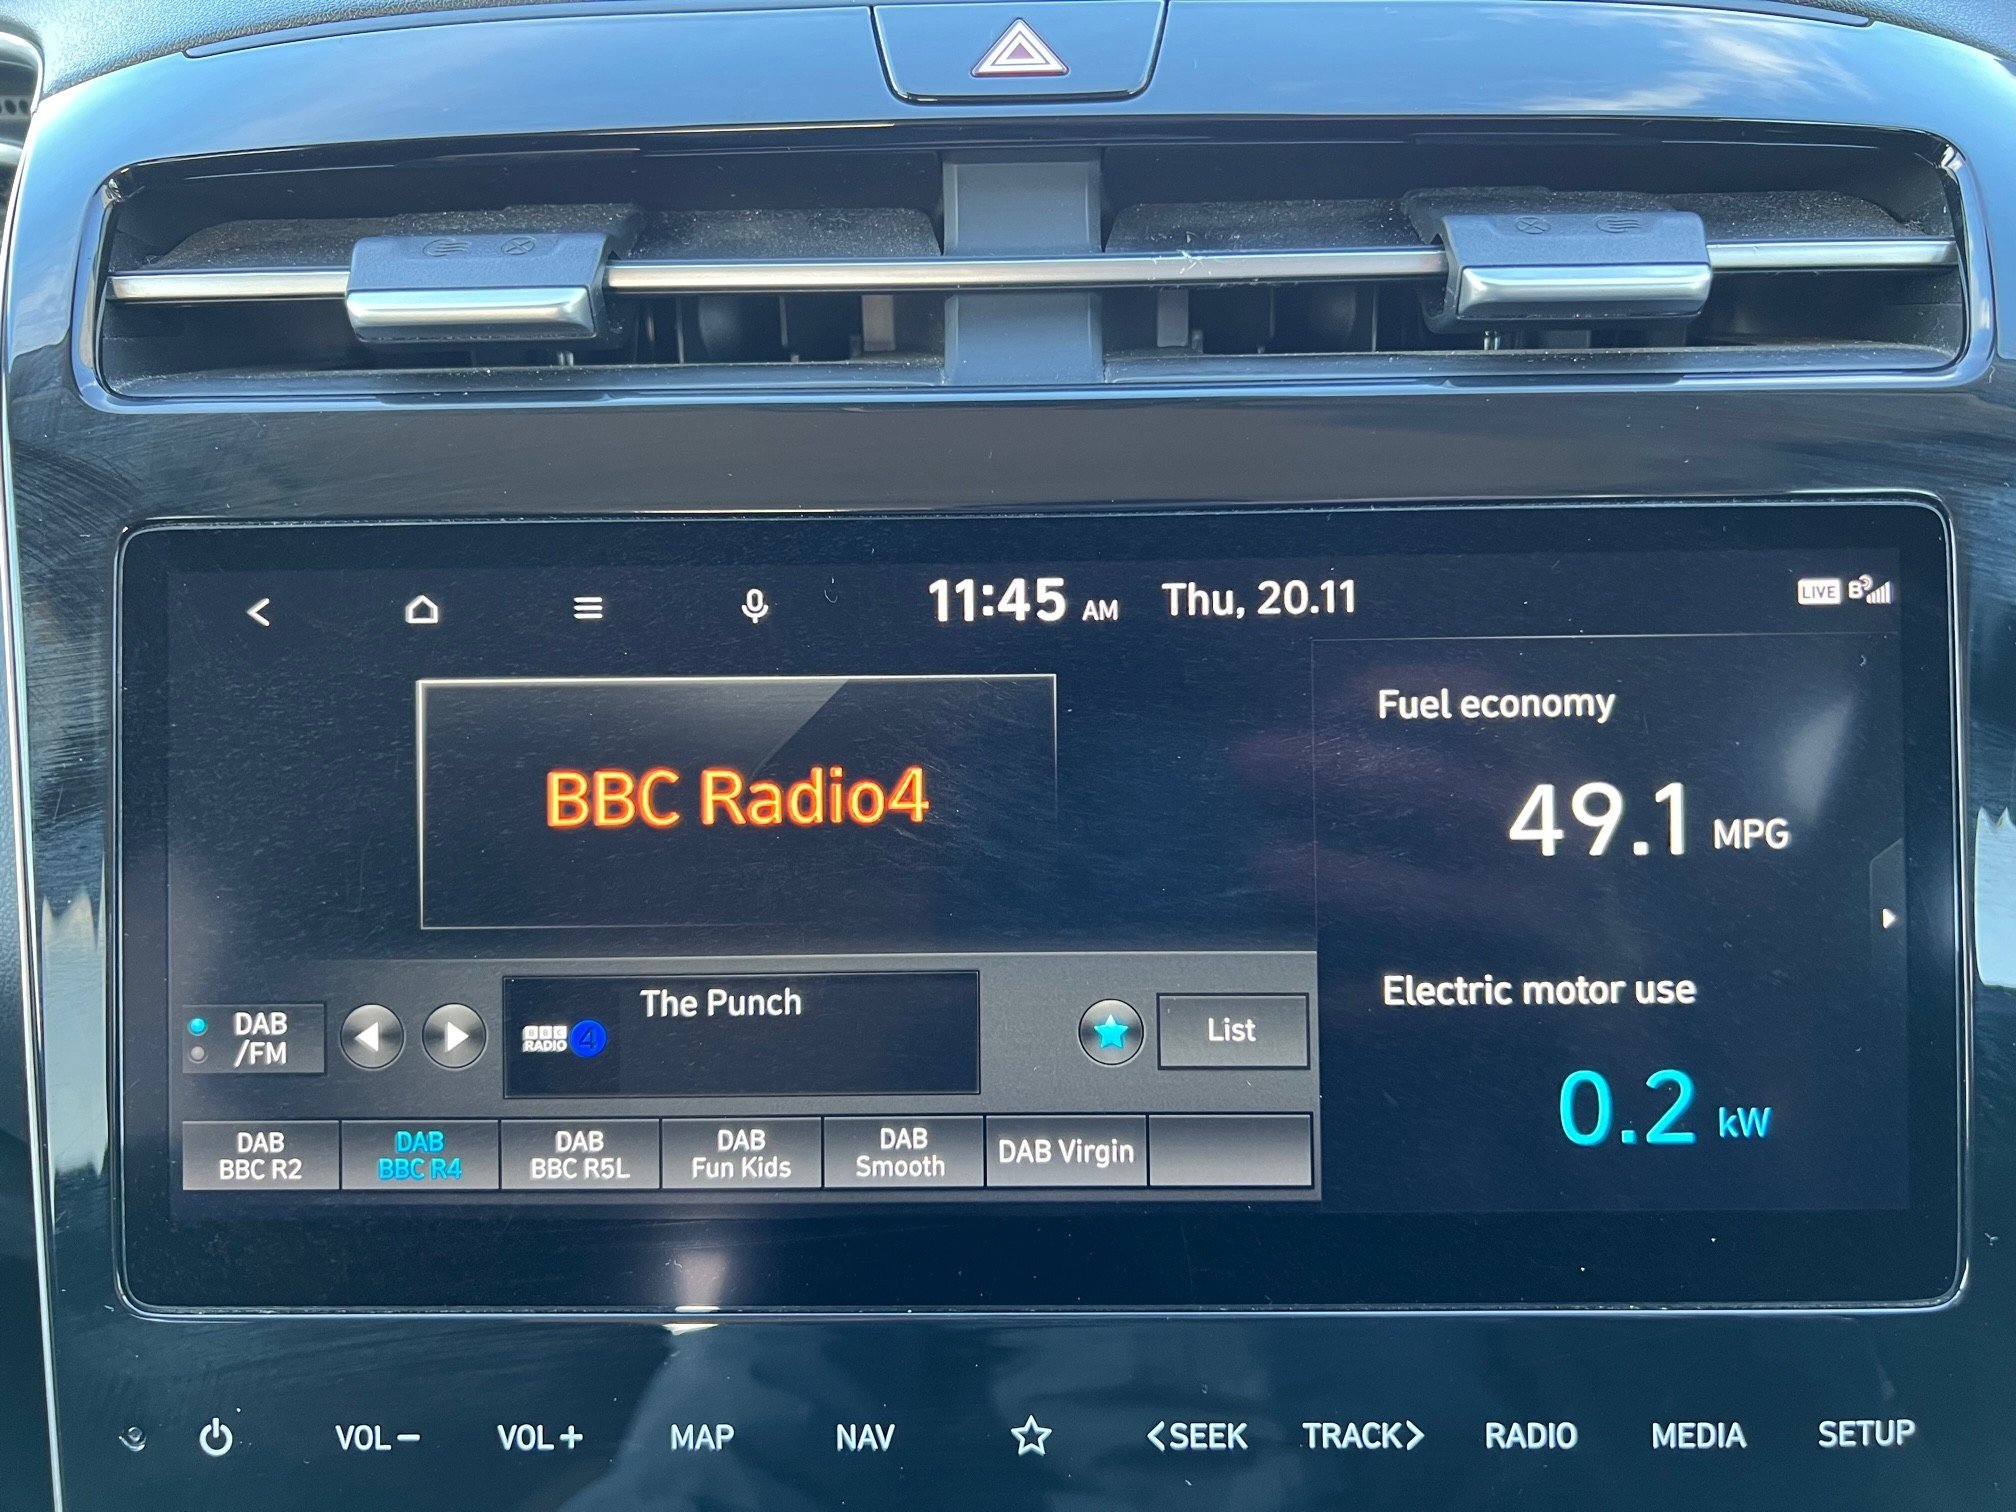 11:45 AM Thu, 20.11
LIVE B
Fuel economy
49.1 MPG
BBC Radio4
Electric motor use
0.2 kW
DAB
/FM
The Punch
BBC
RADIO 4
List
DAB
BBC R2
DAB
BBC R4
DAB
BBC R5L
DAB
Fun Kids
DAB
Smooth
DAB Virgin
VOL− VOL+ MAP NAV <SEEK TRACK> RADIO MEDIA SETUP